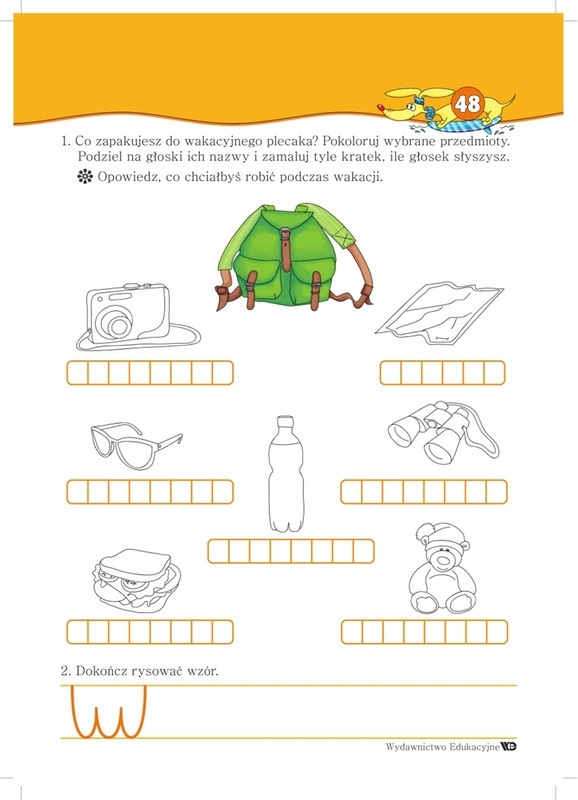 48
1. Co zapakujesz do wakacyjnego plecaka? Pokoloruj wybrane przedmioty.
Podziel na głoski ich nazwy i zamaluj tyle kratek, ile głosek słyszysz.
Opowiedz, co chciałbyś robić podczas wakacji.
2. Dokończ rysować wzór.
Wydawnictwo Edukacyjne